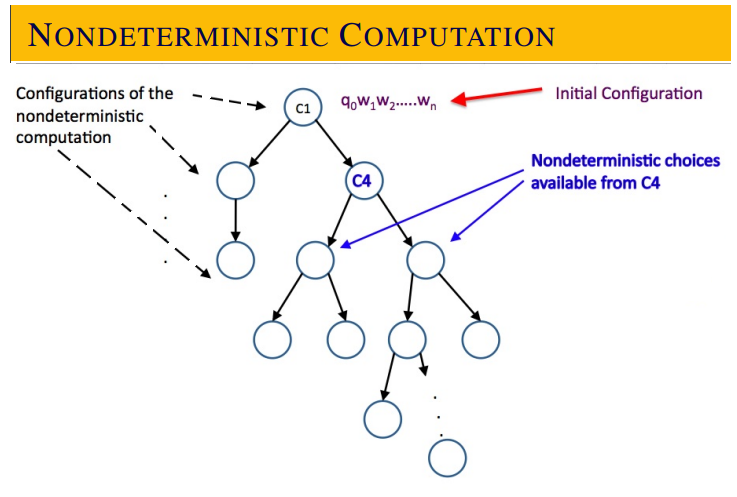 NONDETERMINISTIC COMPUTATION
Configurations of the
nondeterministic
computation
C1
q₀w₁w₂.....wₙ
Initial Configuration
C4
Nondeterministic choices
available from C4